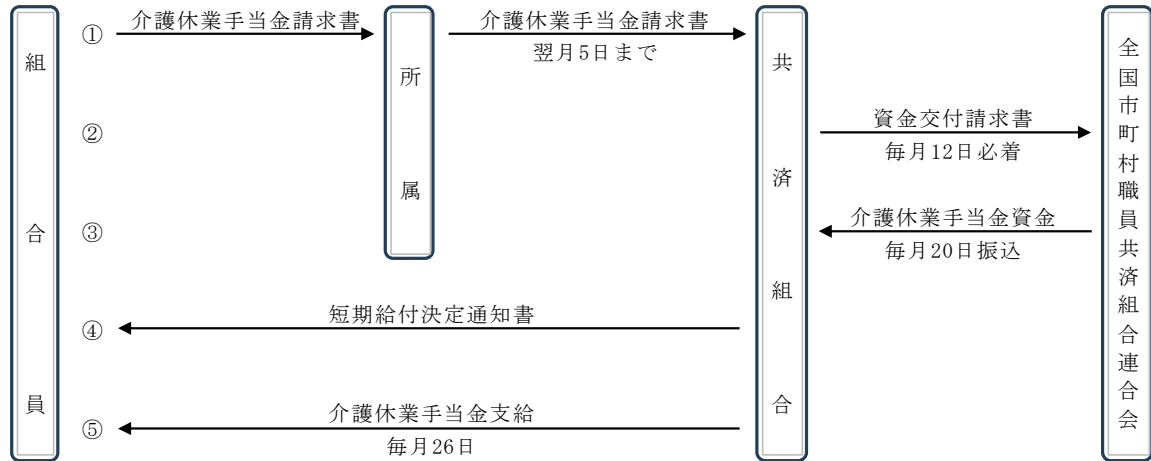 組合員
所属
共済組合
全国市町村職員共済組合連合会
① 介護休業手当金請求書 介護休業手当金請求書
翌月5日まで
② 資金交付請求書
毎月12日必着
③ 介護休業手当金資金
毎月20日振込
④ 短期給付決定通知書
⑤ 介護休業手当金支給
毎月26日